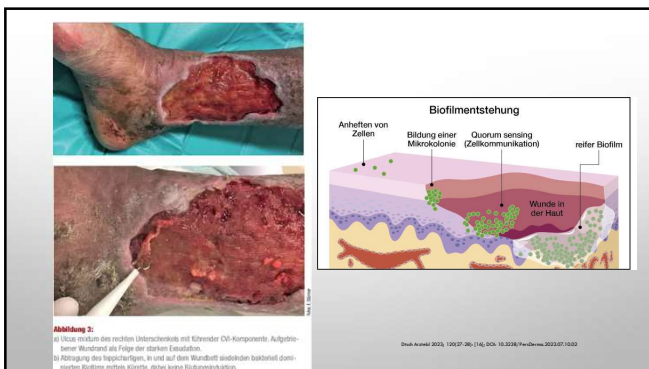 Biofilmentstehung
Anheften von
Zellen
Bildung einer
Mikrokolonie
Quorum sensing
(Zellkommunikation)
reifer Biofilm
Wunde in
der Haut
Abbildung 3:
a) Ulcus mixtum des rechten Unterschenkels mit führender CVI-Komponente. Aufgetrie-
bener Wundrand als Folge der starken Exsudation.
b) Abtragung des teppichartigen, in und auf dem Wundbett siedelnden bakteriell domi-
nierten Biofilms mittels Kürette, dabei keine Blutungsinduktion.
Dtsch Arztebl 2023; 120(27-28): [16]; DOI: 10.3238/PersDerma.2023.07.10.02